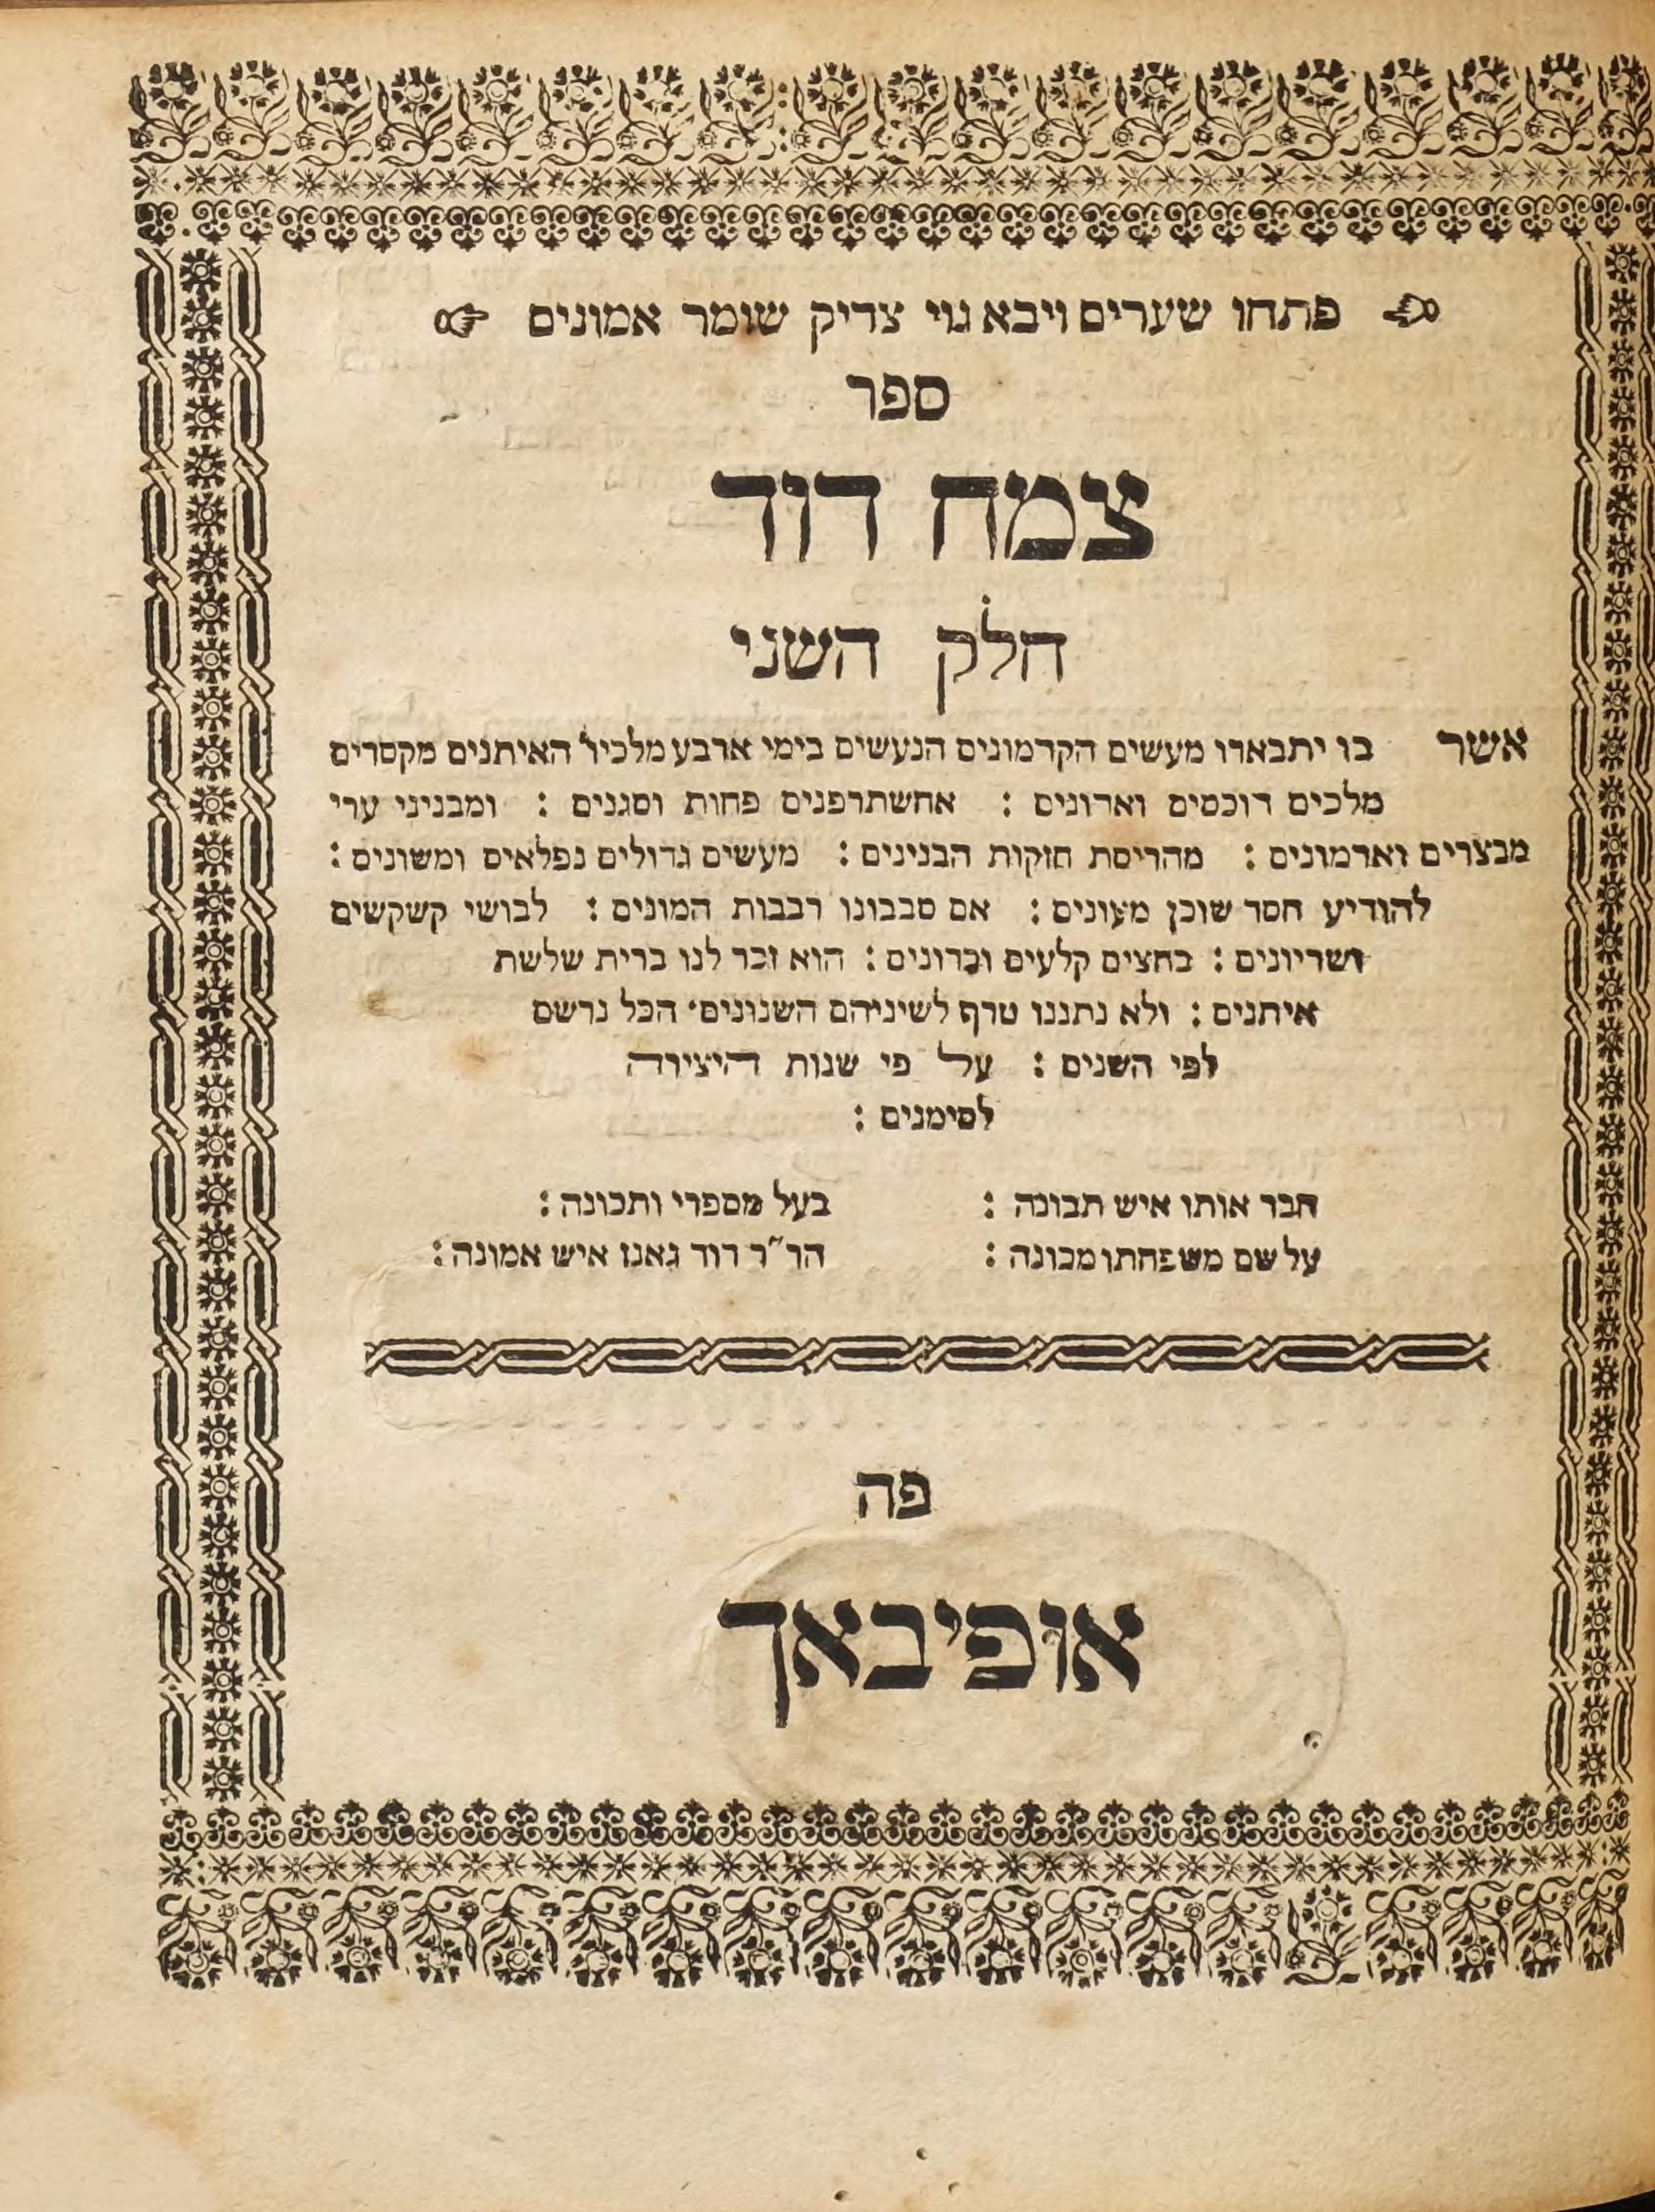 פתחו שערים ויבא גוי צדיק שומר אמונים
ספר
צמח דוד
חלק השני
אשר בו יתבארו מעשים הקדמונים הנעשים בימי ארבע מלכיו' האיתנים מקסרים
מלכים דוכסים וארונים : אחשתרפנים פחות וסגנים : ומבניני ערי
מבצרים וארמונים : מהריסת חזקות הבנינים : מעשים גדולים נפלאים ומשונים :
להודיע חסד שוכן מעונים : אם סבבונו רבבות המונים : לבושי קשקשים
ושריונים : בחצים קלעים וכדונים : הוא זכר לנו ברית שלשת
איתנים : ולא נתננו טרף לשיניהם השנונים· הכל נרשם
לפי השנים : על פי שנות היצירה
לסימנים :
חבר אותו איש תבונה : בעל מספרי ותכונה :
על שם משפחתו מכונה : הר״ר דוד גאנז איש אמונה :
פה
אופיבאך